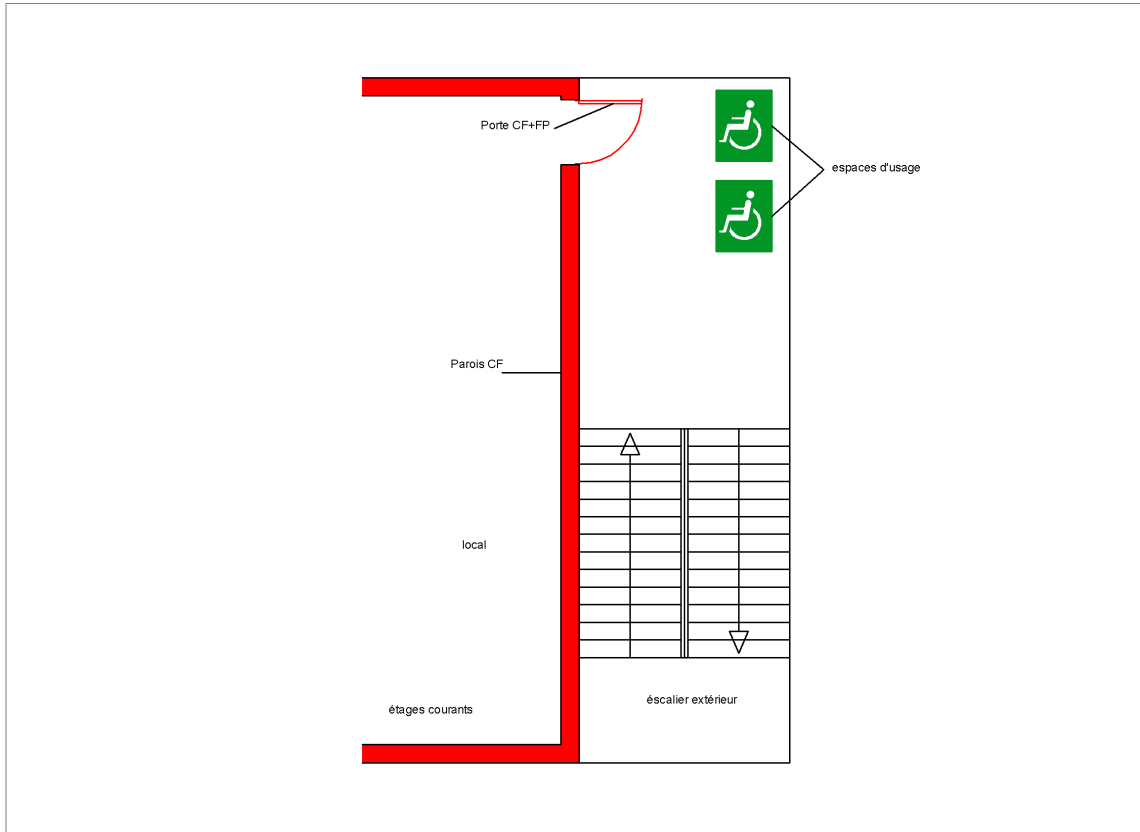 Porte CF+FP
espaces d'usage
Parois CF
local
éscalier extérieur
étages courants